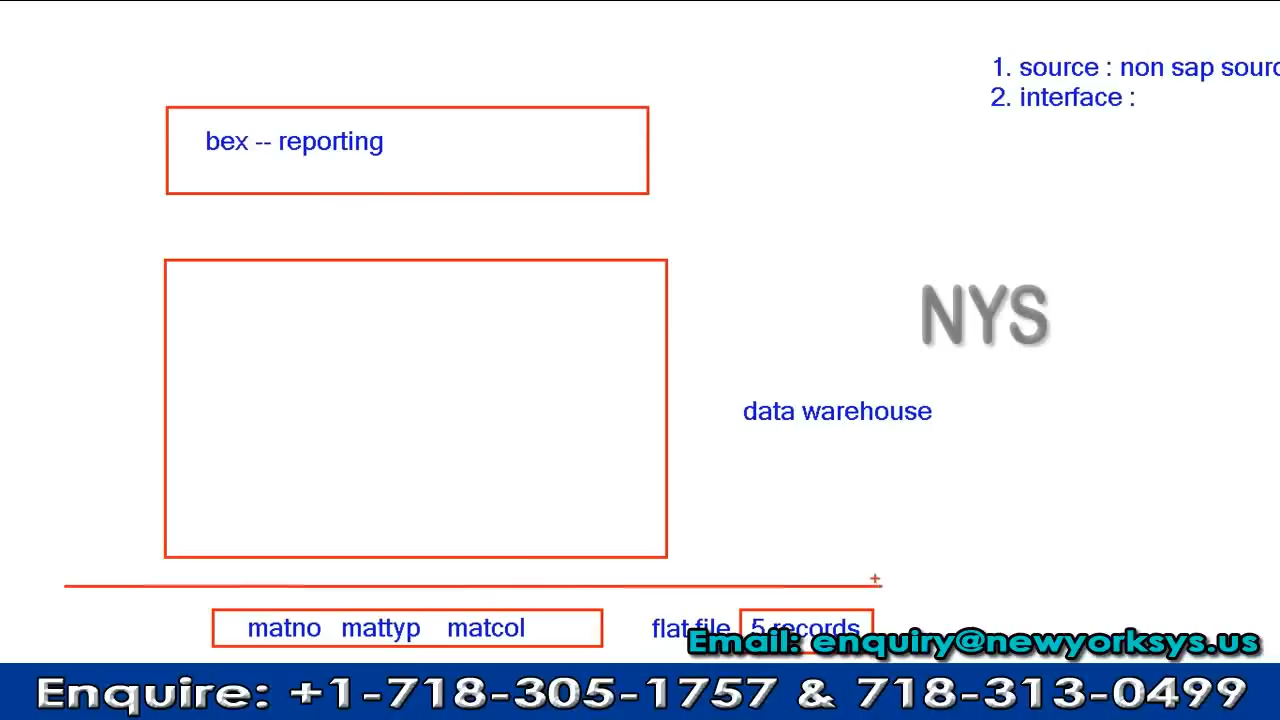 1. source : non sap sourc
2. interface :
bex -- reporting
NYS
data warehouse
matno mattyp matcol flat file 5 records
Email: enquiry@newyorksys.us
Enquire: +1-718-305-1757 & 718-313-0499